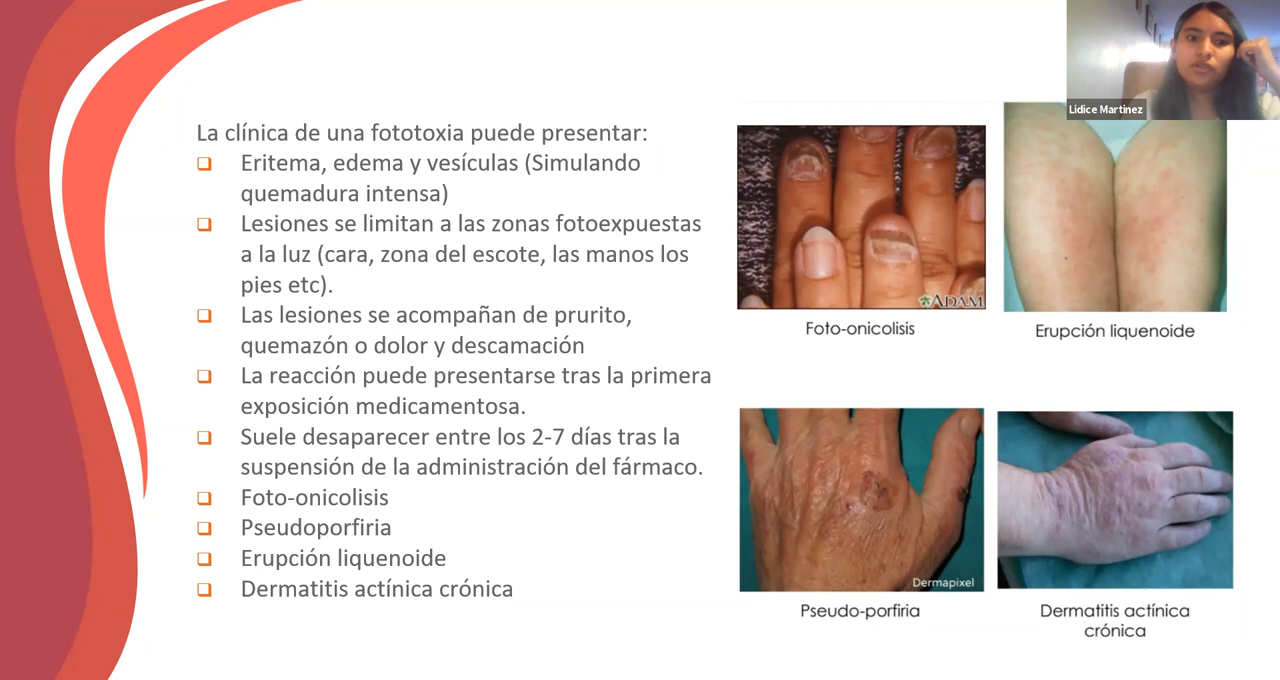 Lidice Martinez
La clínica de una fototoxia puede presentar:
Eritema, edema y vesículas (Simulando
quemadura intensa)
Lesiones se limitan a las zonas fotoexpuestas
a la luz (cara, zona del escote, las manos los
pies etc).
Las lesiones se acompañan de prurito,
quemazón o dolor y descamación
La reacción puede presentarse tras la primera
exposición medicamentosa.
Suele desaparecer entre los 2-7 días tras la
suspensión de la administración del fármaco.
Foto-onicolisis
Pseudoporfiria
Erupción liquenoide
Dermatitis actínica crónica
ADAM
Foto-onicolisis
Erupción liquenoide
Dermapixel
Pseudo-porfiria
Dermatitis actínica
crónica